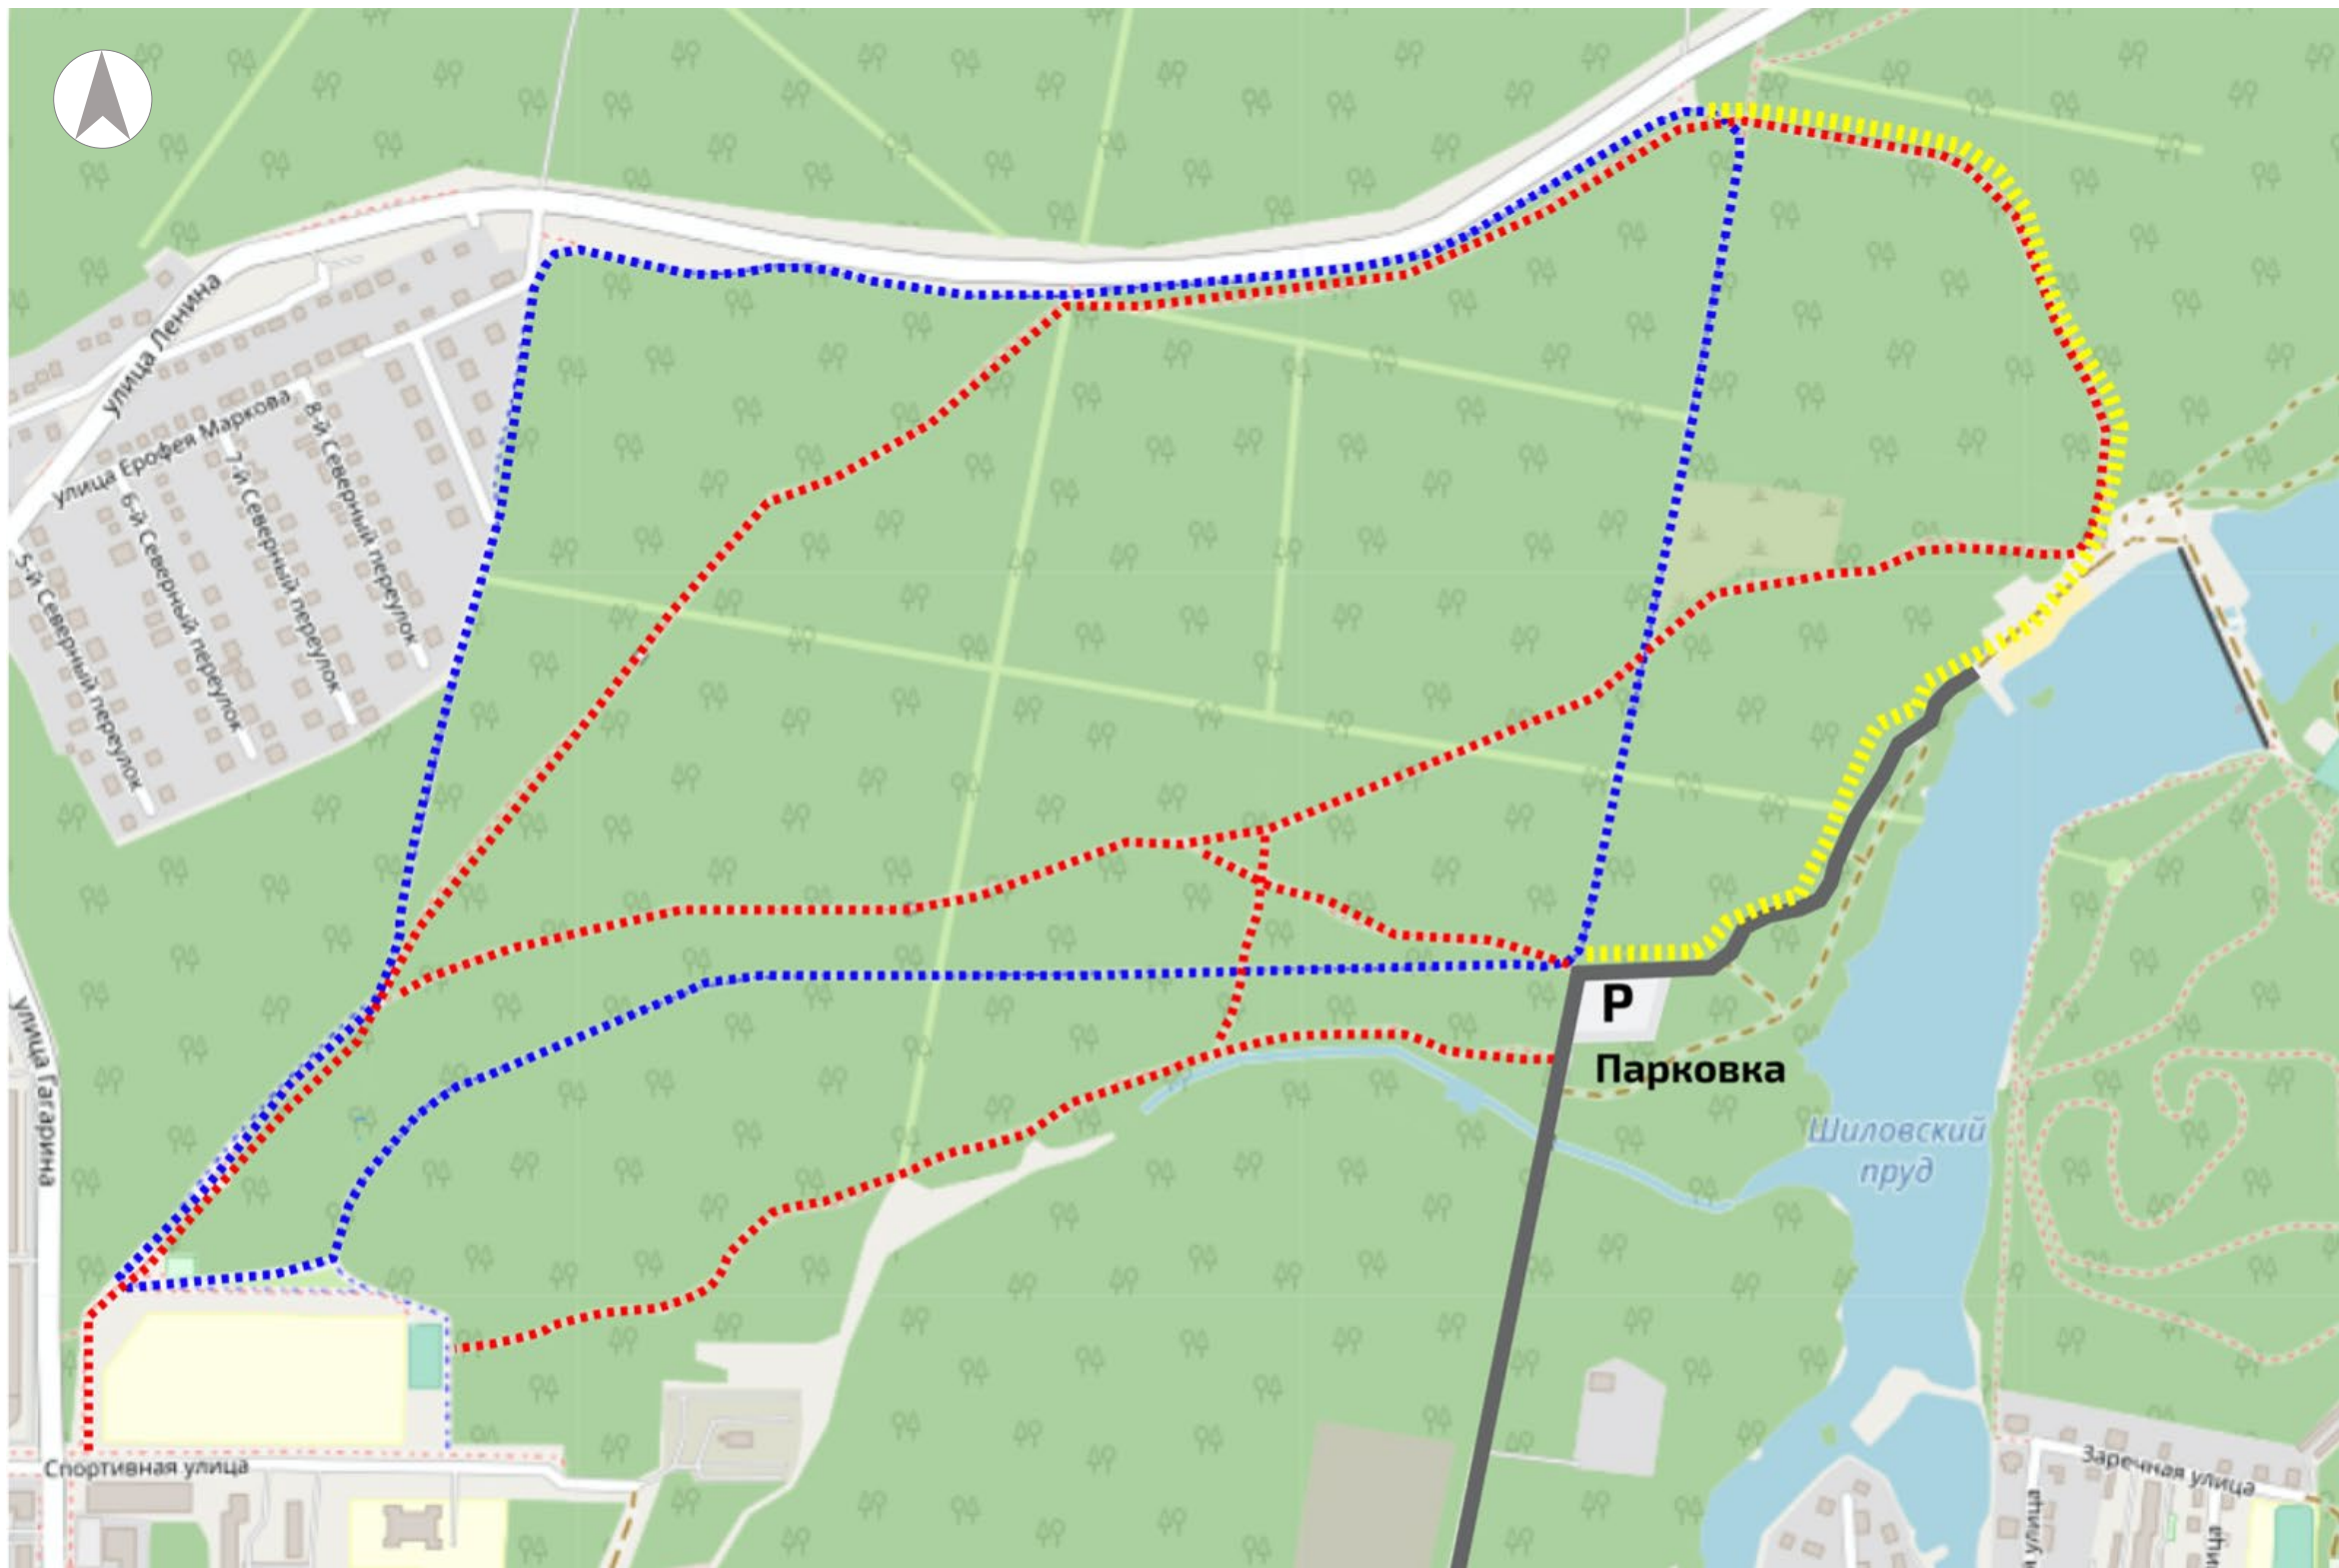 улица Ленина
улица Ерофея Маркова
8-й Северный переулок
7-й Северный переулок
6-й Северный переулок
5-й Северный переулок
улица Гагарина
P
Парковка
Шиловский
пруд
Спортивная улица
Заречная улица
улица